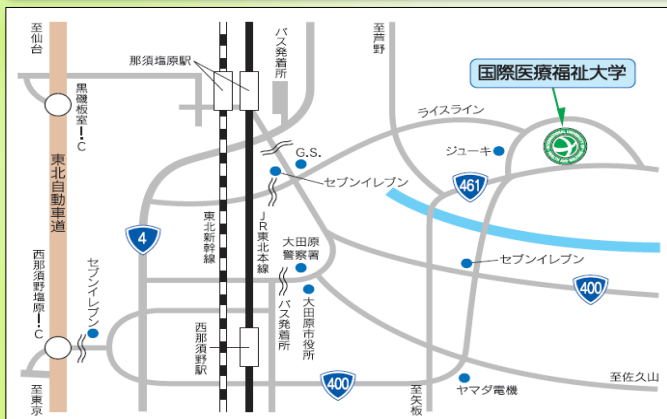 至仙台
那須塩原駅
バス発着所
至芦野
国際医療福祉大学
黒磯板室IC
ライスライン
G.S.
ジューキ
セブンイレブン
461
東北自動車道
4
東北新幹線
JR東北本線
大田原
警察署
セブンイレブン
400
西那須野塩原IC
セブンイレブン
バス発着所
大田原市役所
西那須野駅
至佐久山
400
ヤマダ電機
至東京
至矢板